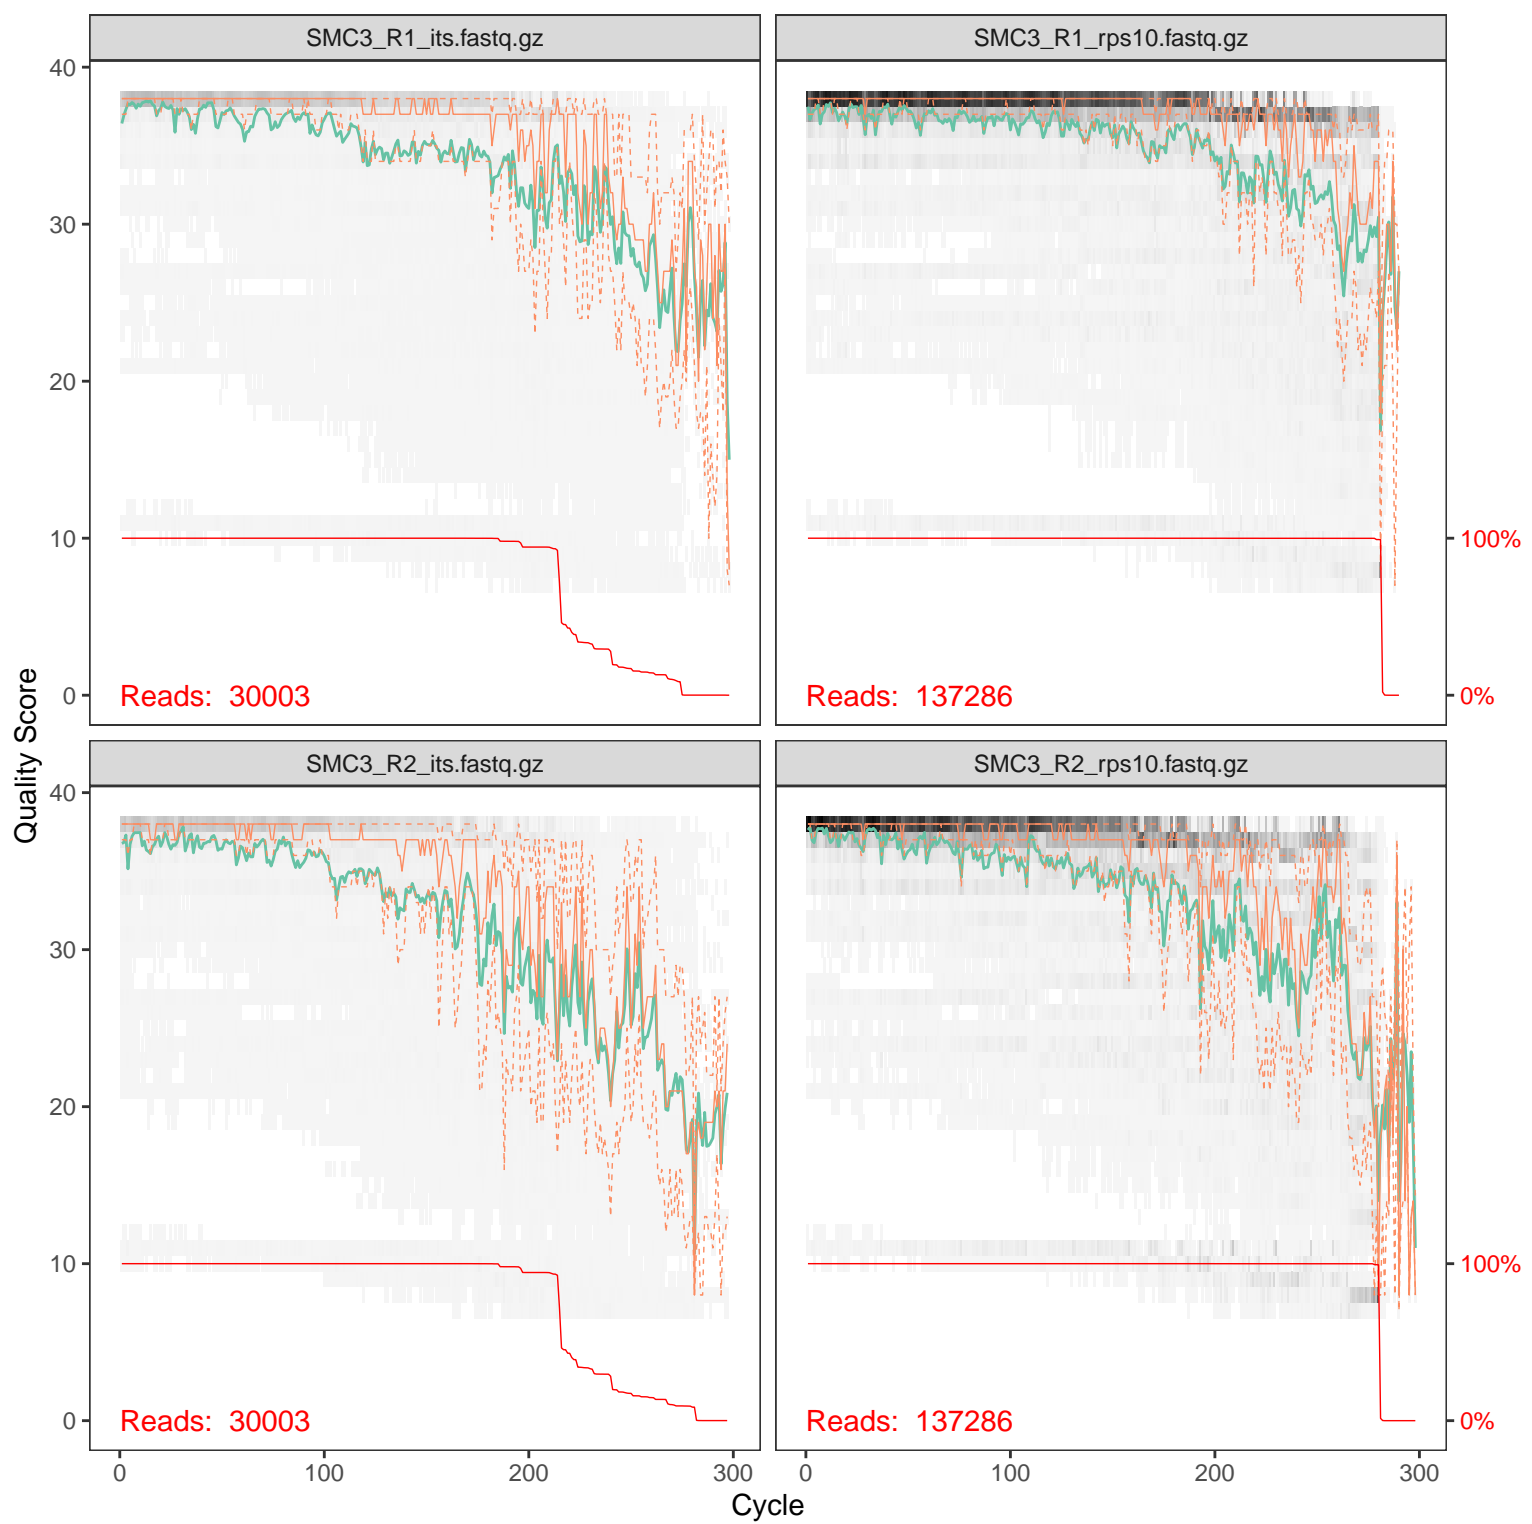 SMC3_R1_its.fastq.gz
SMC3_R1_rps10.fastq.gz
40
30
20
10
0
100%
0%
Reads: 30003
Reads: 137286
Quality Score
SMC3_R2_its.fastq.gz
SMC3_R2_rps10.fastq.gz
40
30
20
10
0
100%
0%
Reads: 30003
Reads: 137286
0 100 200 300
0 100 200 300
Cycle